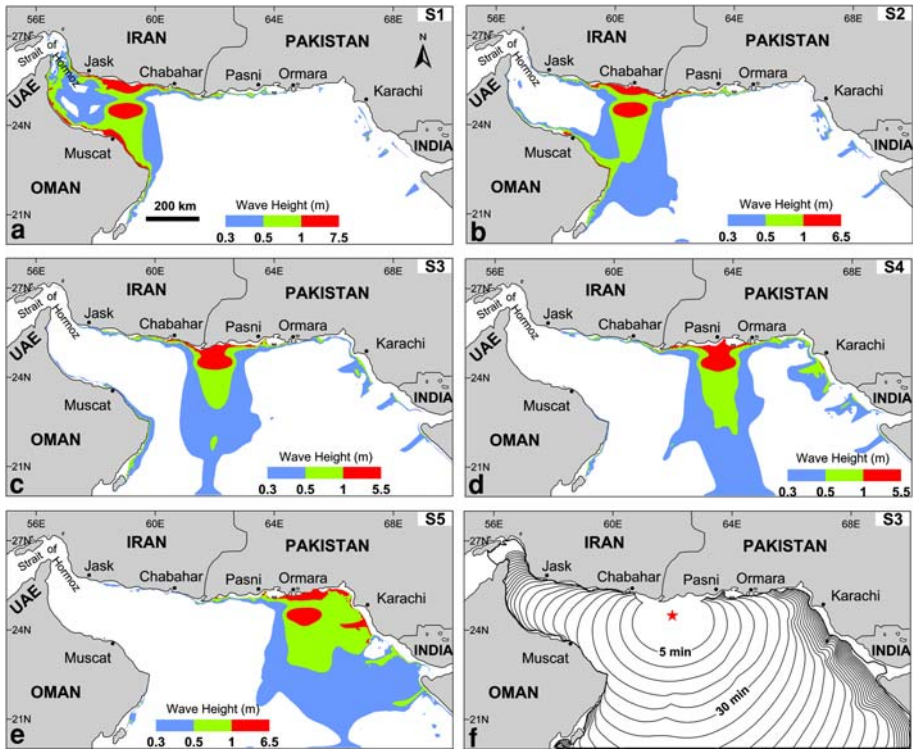 56E 60E 64E 68E S1
27N
IRAN PAKISTAN N
Strait of Hormoz
Jask Chabahar Pasni Ormara
Karachi
UAE
24N
Muscat INDIA
OMAN 200 km Wave Height (m)
21N
a 0.3 0.5 1 7.5
56E 60E 64E 68E S2
27N
IRAN PAKISTAN
Strait of Hormoz
Jask Chabahar Pasni Ormara
Karachi
UAE
24N
Muscat INDIA
OMAN Wave Height (m)
21N
b 0.3 0.5 1 6.5
56E 60E 64E 68E S3
27N
IRAN PAKISTAN
Strait of Hormoz
Jask Chabahar Pasni Ormara
Karachi
UAE
24N
Muscat INDIA
OMAN Wave Height (m)
21N
c 0.3 0.5 1 5.5
56E 60E 64E 68E S4
27N
IRAN PAKISTAN
Strait of Hormoz
Jask Chabahar Pasni Ormara
Karachi
UAE
24N
Muscat INDIA
OMAN Wave Height (m)
21N
d 0.3 0.5 1 5.5
56E 60E 64E 68E S5
27N
IRAN PAKISTAN
Strait of Hormoz
Jask Chabahar Pasni Ormara
Karachi
UAE
24N
Muscat INDIA
OMAN Wave Height (m)
21N
e 0.3 0.5 1 6.5
56E 60E 64E 68E S3
27N
IRAN PAKISTAN
Strait of Hormoz
Jask Chabahar Pasni Ormara
Karachi
UAE
24N
5 min
Muscat INDIA
OMAN 30 min
21N
f